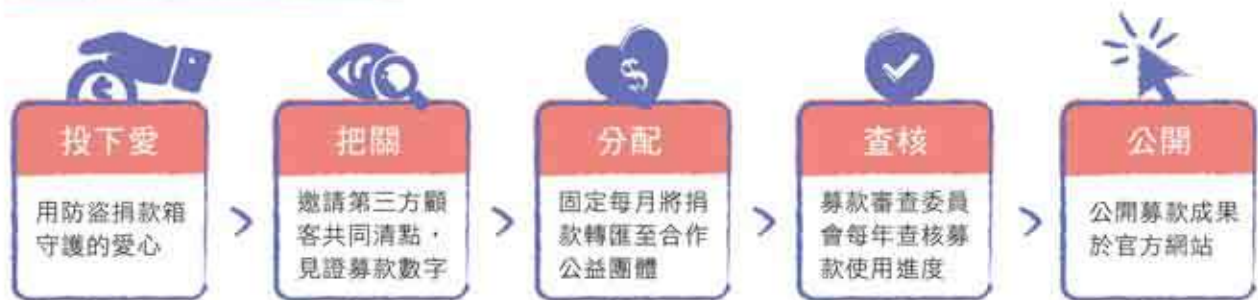 投下愛
用防盜捐款箱
守護的愛心
把關
邀請第三方顧
客共同清點，
見證募款數字
分配
固定每月將捐
款轉匯至合作
公益團體
查核
募款審查委員
會每年查核募
款使用進度
公開
公開募款成果
於官方網站